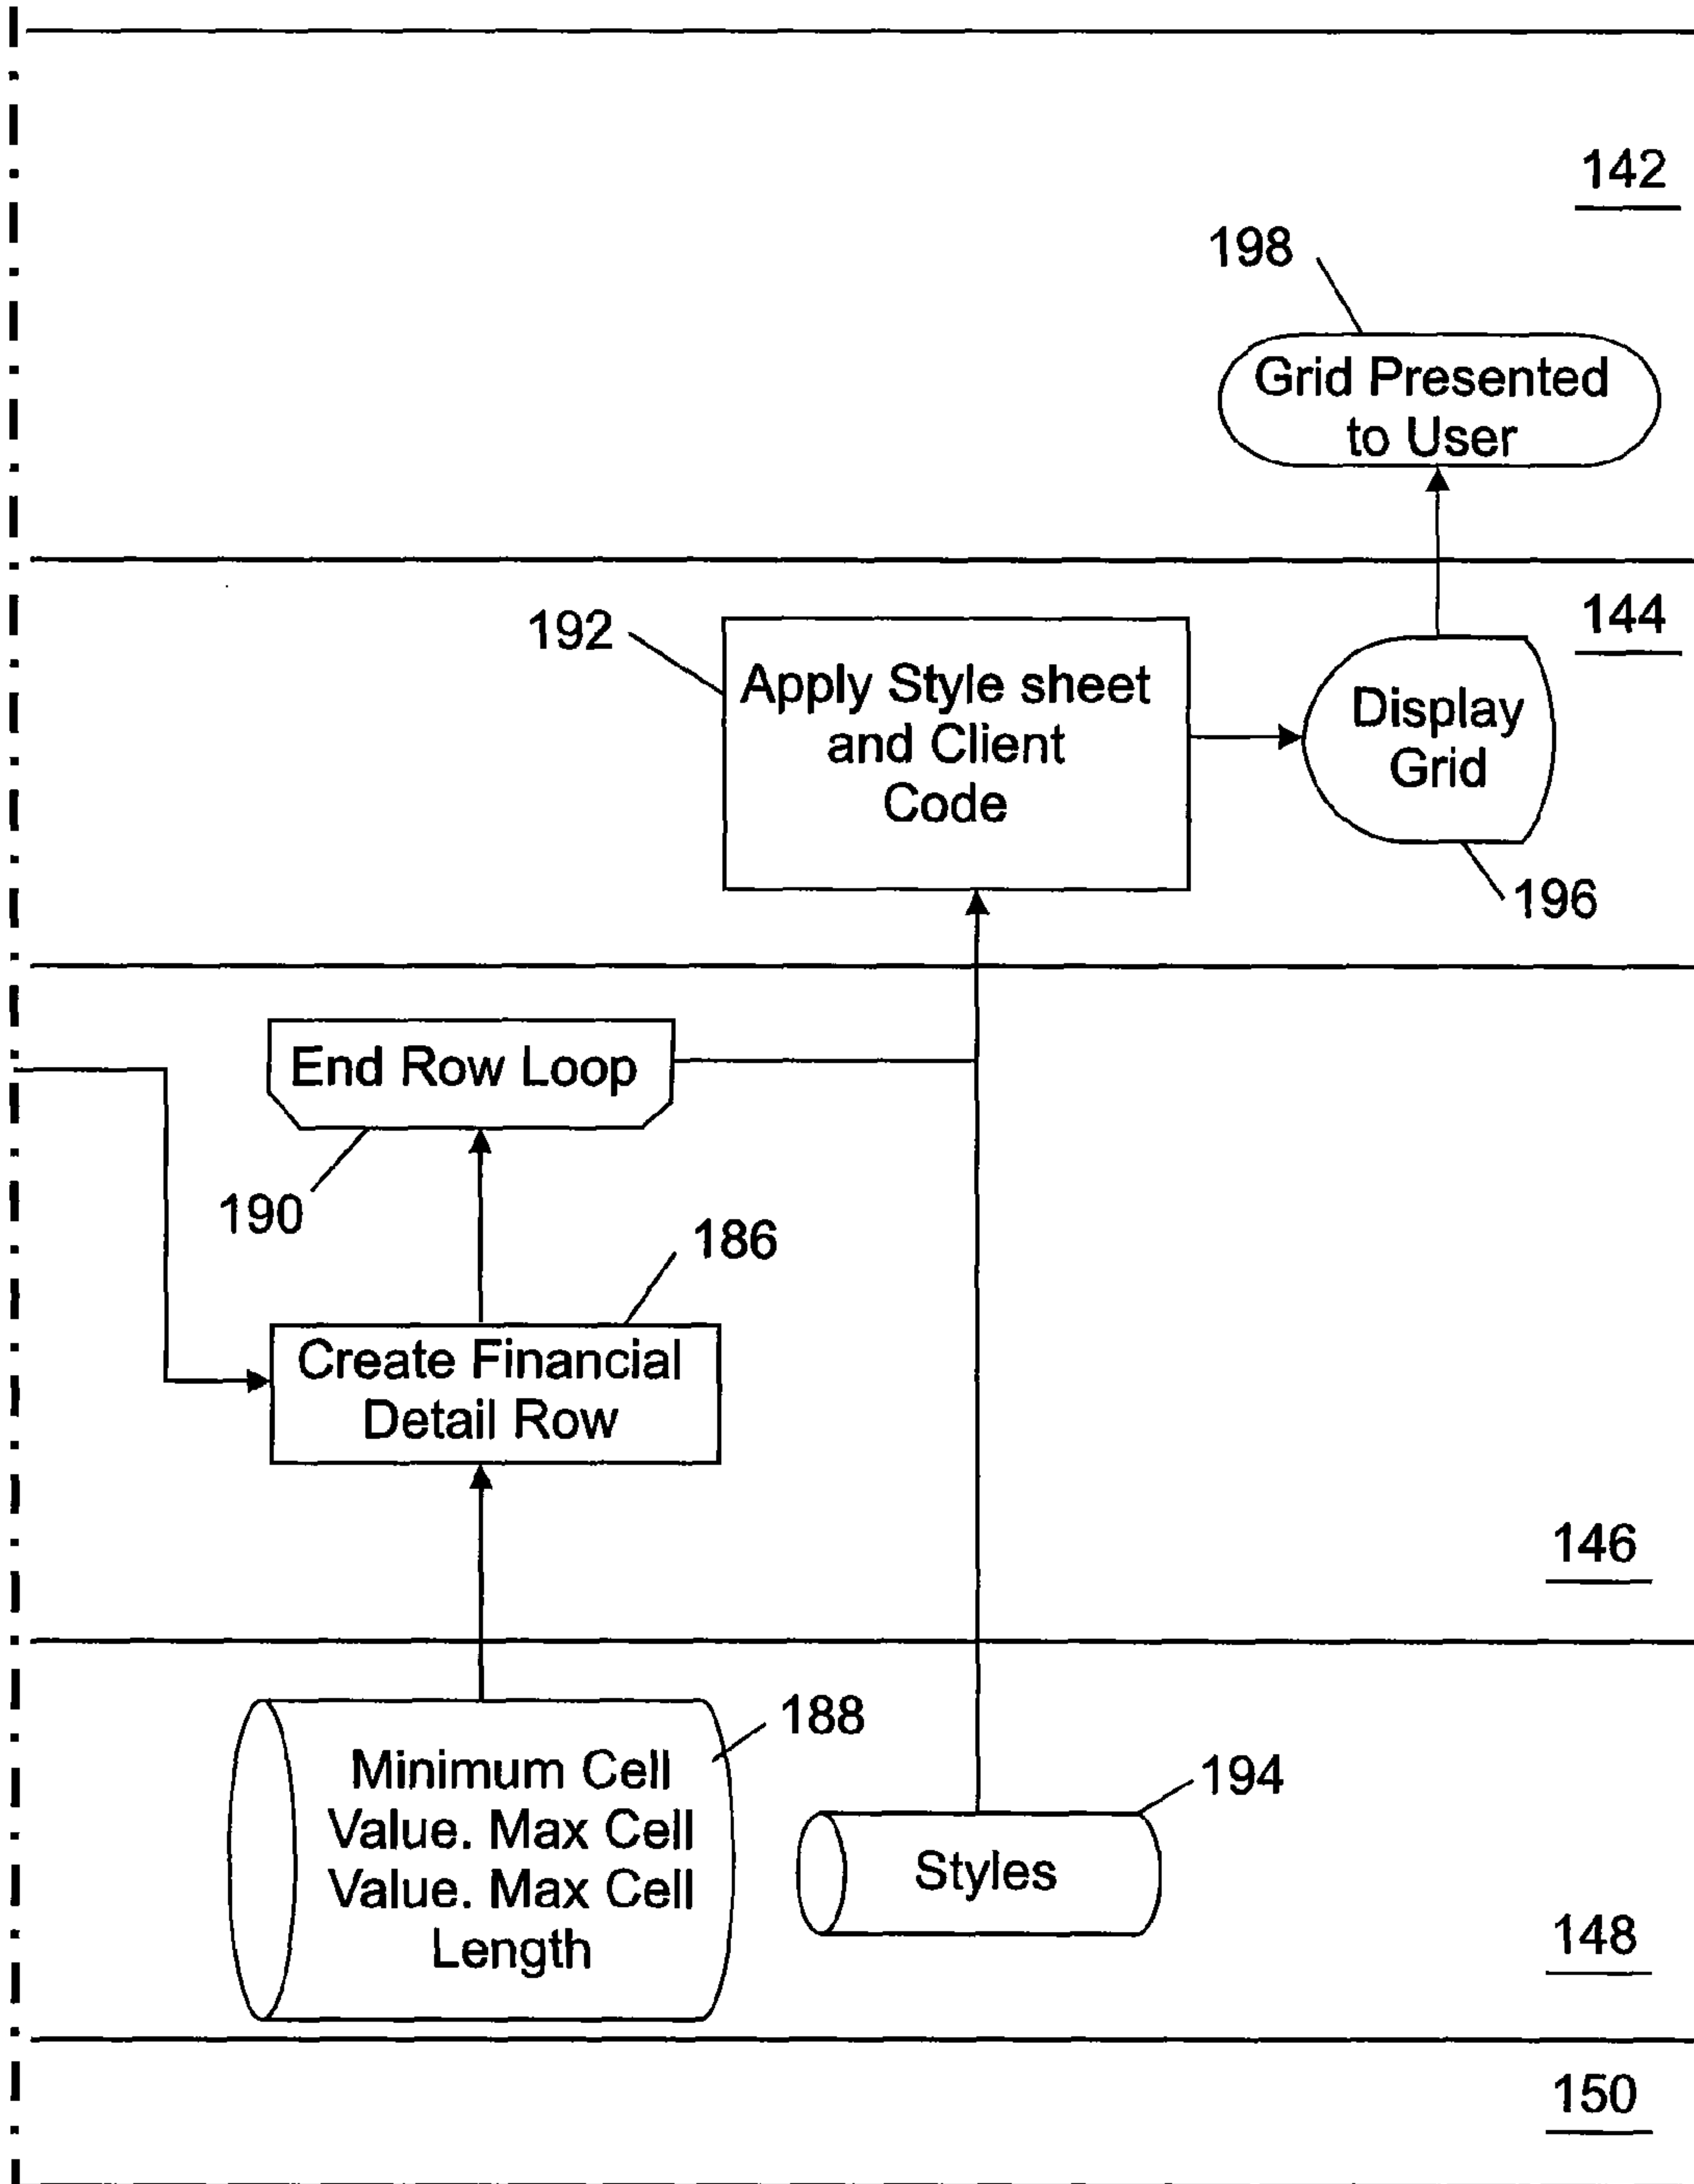 142
198
Grid Presented
to User
144
192
Apply Style sheet
and Client
Code
Display
Grid
196
End Row Loop
190
186
Create Financial
Detail Row
146
188
Minimum Cell
Value. Max Cell
Value. Max Cell
Length
194
Styles
148
150